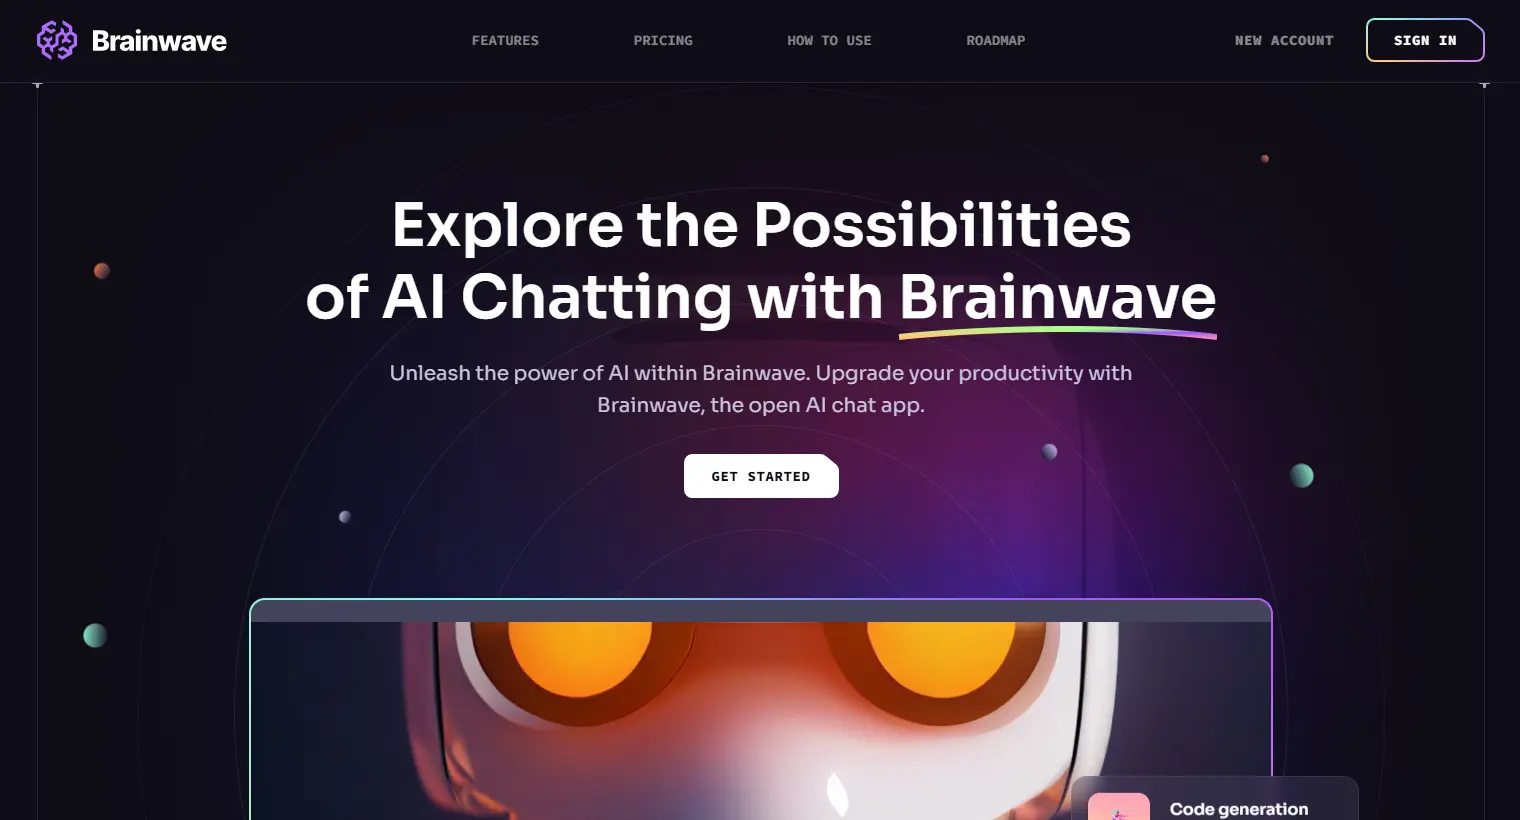 Brainwave
FEATURES
PRICING
HOW TO USE
ROADMAP
NEW ACCOUNT
SIGN IN
Explore the Possibilities
of AI Chatting with Brainwave
Unleash the power of AI within Brainwave. Upgrade your productivity with
Brainwave, the open AI chat app.
GET STARTED
Code generation